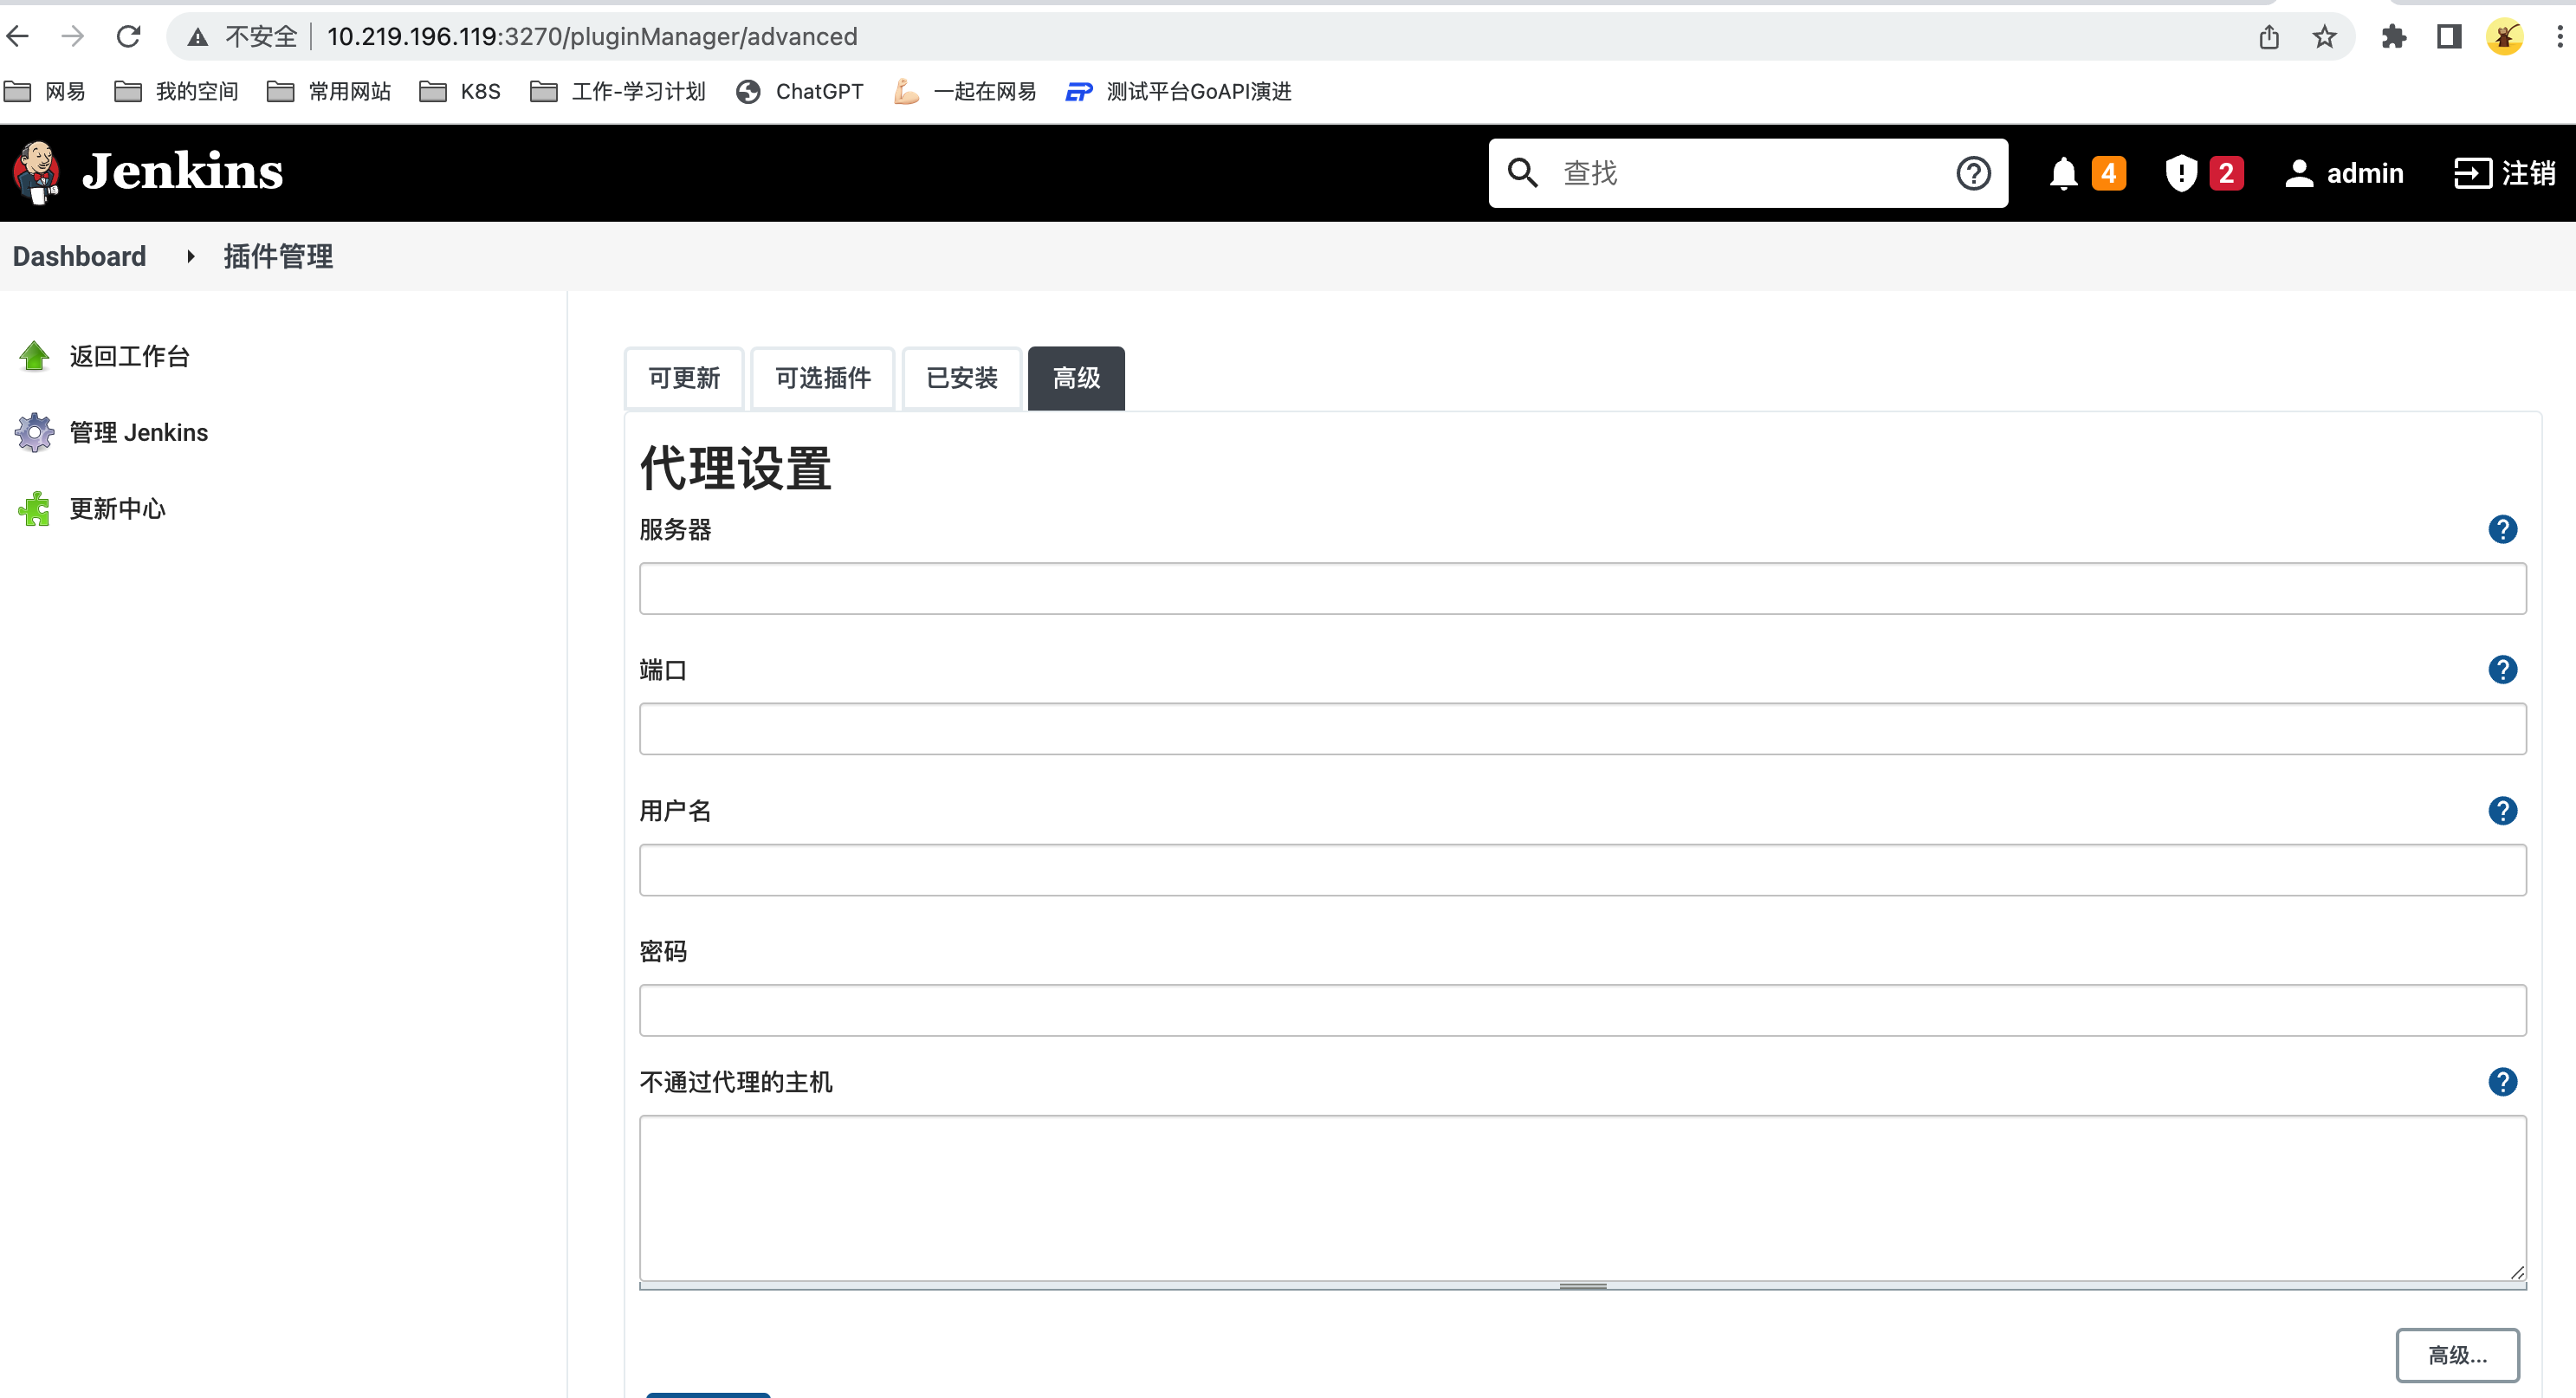 不安全 10.219.196.119:3270/pluginManager/advanced
网易 我的空间 常用网站 K8S 工作-学习计划 ChatGPT 一起在网易 EP 测试平台GoAPI演进
Jenkins 查找 4 2 admin 注销
Dashboard 插件管理
返回工作台
管理 Jenkins
更新中心
可更新 可选插件 已安装 高级
代理设置
服务器
端口
用户名
密码
不通过代理的主机
高级...